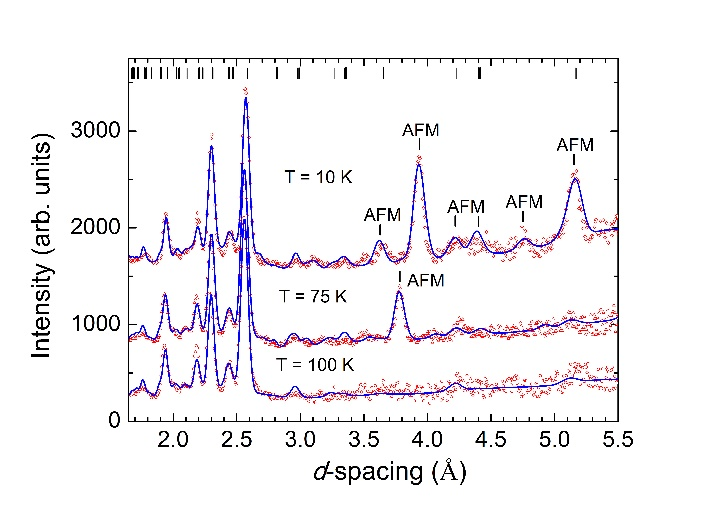 AFM
AFM
T = 10 K
AFM
AFM
AFM
AFM
T = 75 K
T = 100 K
3000
2000
1000
0
Intensity (arb. units)
2.0 2.5 3.0 3.5 4.0 4.5 5.0 5.5
d-spacing (Å)